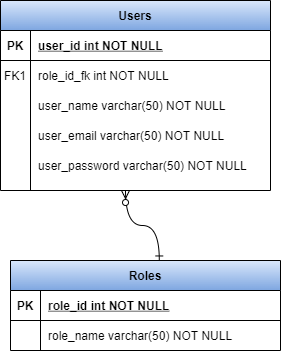 Users
PK user_id int NOT NULL
FK1 role_id_fk int NOT NULL
user_name varchar(50) NOT NULL
user_email varchar(50) NOT NULL
user_password varchar(50) NOT NULL
Roles
PK role_id int NOT NULL
role_name varchar(50) NOT NULL